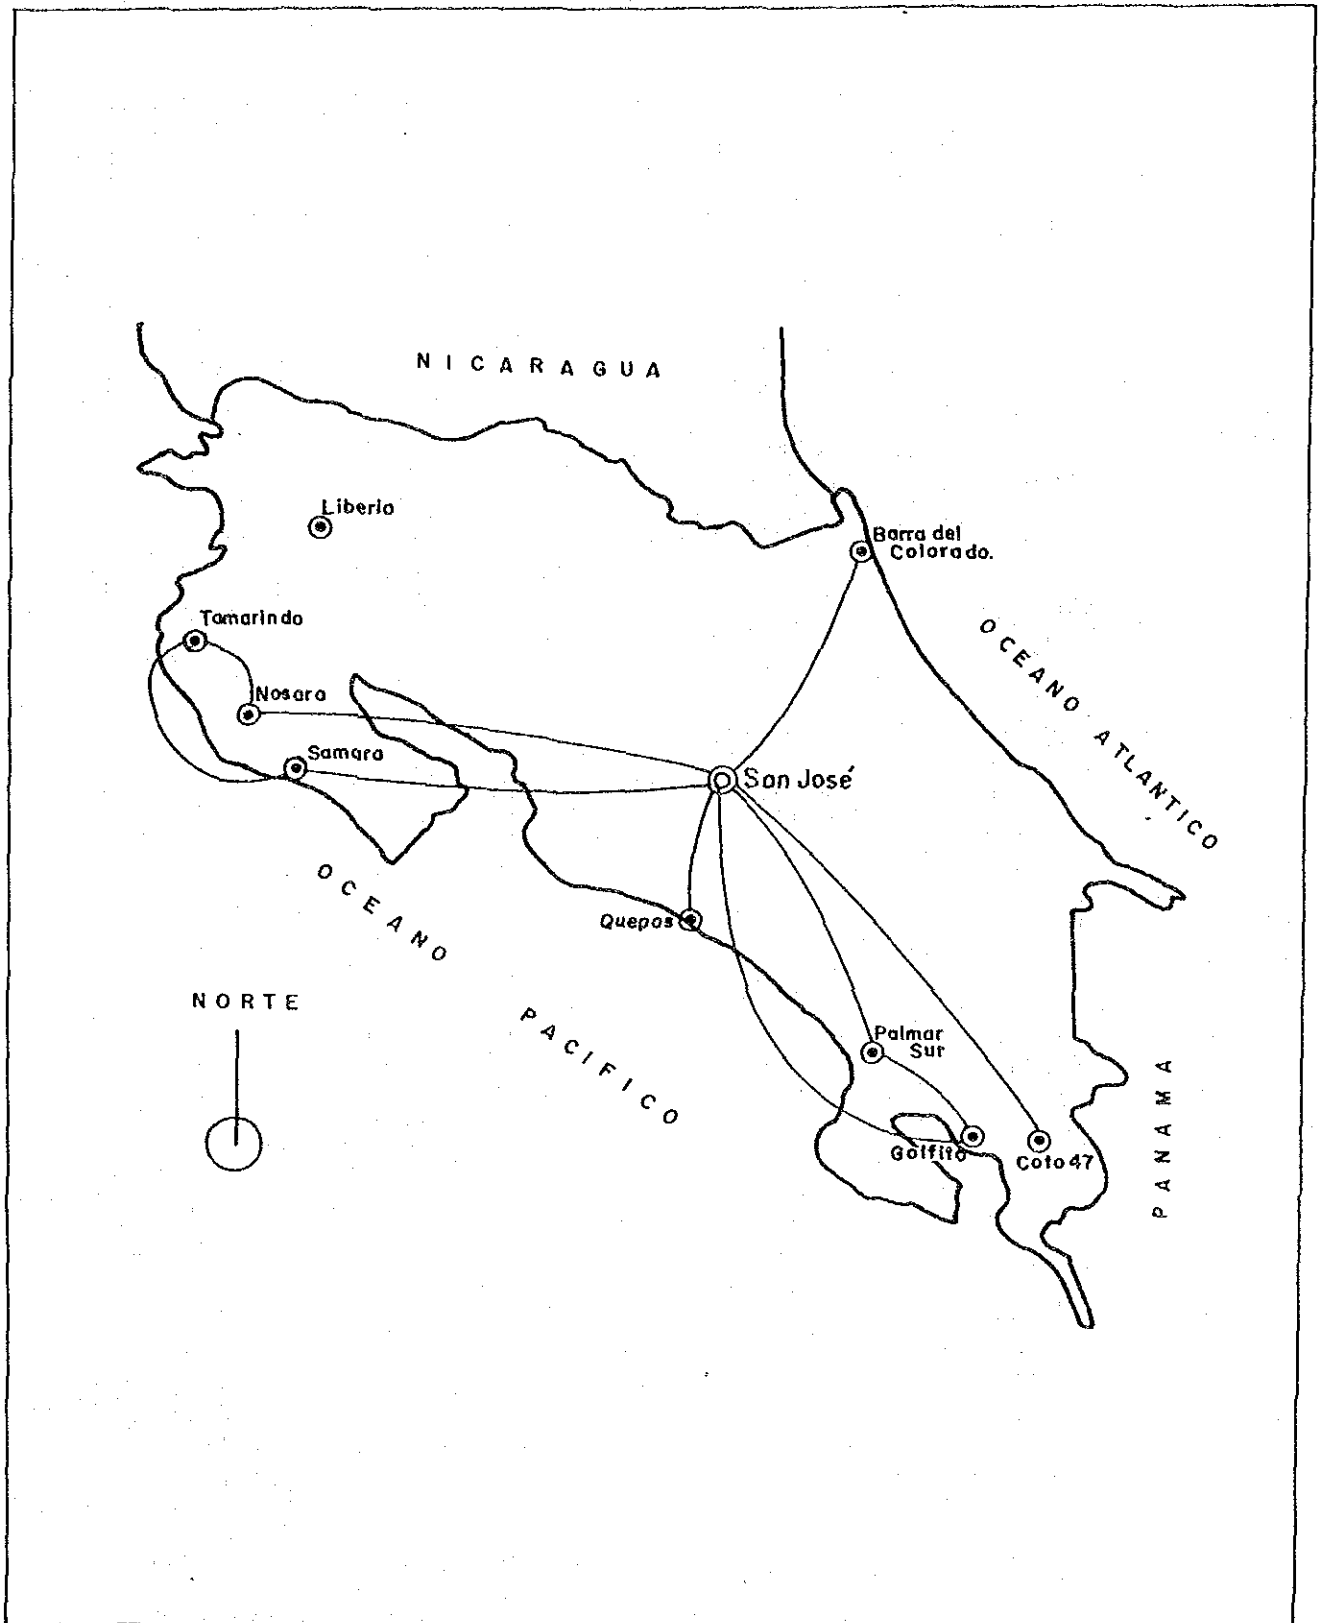 NICARAGUA
Liberia
Barra del
Colorado.
Tamarindo
OCEANO ATLANTICO
Nosara
Samara
San José
OCEANO PACIFICO
Quepos
NORTE
Palmar
Sur
PANAMA
Golfito
Coto 47